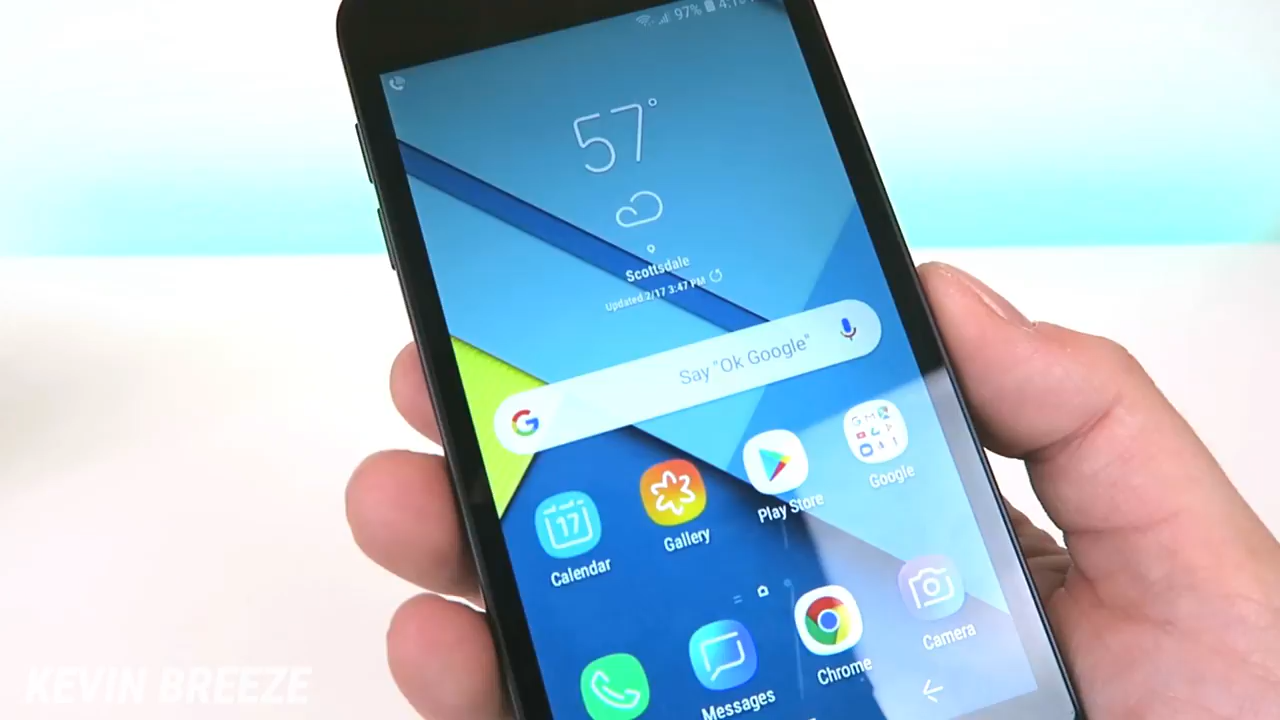 97%
57°
Scottsdale
Updated 2/17 3:47 PM
Say "Ok Google"
G
17
Calendar
Gallery
Play Store
Google
Messages
Chrome
Camera
KEVIN BREEZE